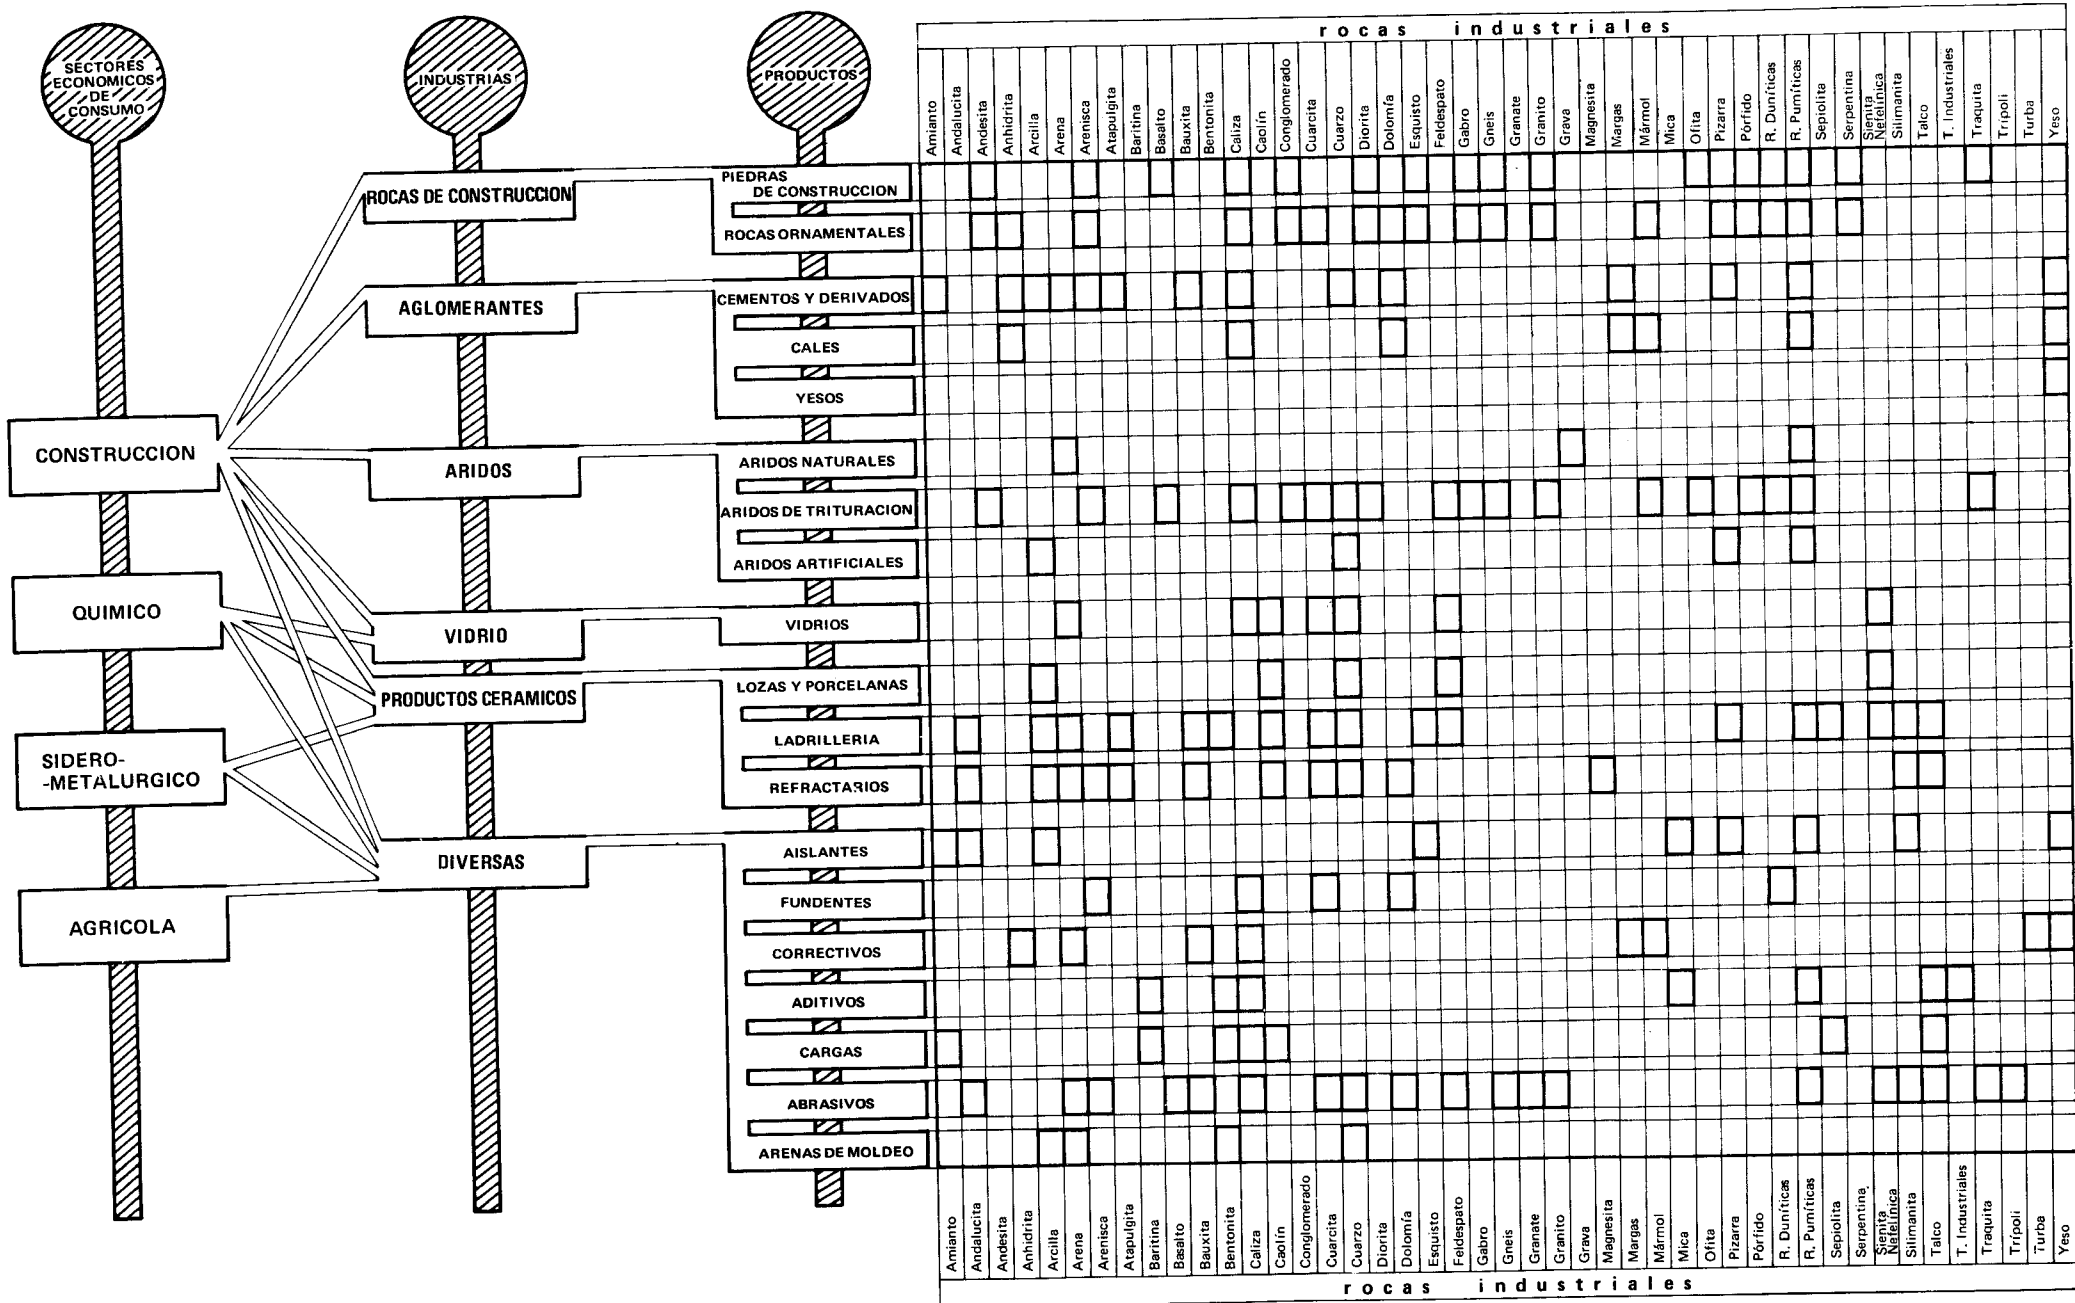 SECTORES
ECONOMICOS
DE
CONSUMO
INDUSTRIAS
PRODUCTOS
rocas industriales
Amianto
Andalucita
Andesita
Anhidrita
Arcilla
Arena
Arenisca
Atapulgita
Baritina
Basalto
Bauxita
Bentonita
Caliza
Caolín
Conglomerado
Cuarcita
Cuarzo
Diorita
Dolomía
Esquisto
Feldespato
Gabro
Gneis
Granate
Granito
Grava
Magnesita
Margas
Mármol
Mica
Ofita
Pizarra
Pórfido
R. Duníticas
R. Pumíticas
Sepiolita
Serpentina
Sienita
Nefelínica
Silimanita
Talco
T. Industriales
Traquita
Trípoli
Turba
Yeso
CONSTRUCCION
QUIMICO
SIDERO-
-METALURGICO
AGRICOLA
ROCAS DE CONSTRUCCION
AGLOMERANTES
ARIDOS
VIDRIO
PRODUCTOS CERAMICOS
DIVERSAS
PIEDRAS
DE CONSTRUCCION
ROCAS ORNAMENTALES
CEMENTOS Y DERIVADOS
CALES
YESOS
ARIDOS NATURALES
ARIDOS DE TRITURACION
ARIDOS ARTIFICIALES
VIDRIOS
LOZAS Y PORCELANAS
LADRILLERIA
REFRACTARIOS
AISLANTES
FUNDENTES
CORRECTIVOS
ADITIVOS
CARGAS
ABRASIVOS
ARENAS DE MOLDEO
Amianto
Andalucita
Andesita
Anhidrita
Arcilla
Arena
Arenisca
Atapulgita
Baritina
Basalto
Bauxita
Bentonita
Caliza
Caolín
Conglomerado
Cuarcita
Cuarzo
Diorita
Dolomía
Esquisto
Feldespato
Gabro
Gneis
Granate
Granito
Grava
Magnesita
Margas
Mármol
Mica
Ofita
Pizarra
Pórfido
R. Duníticas
R. Pumíticas
Sepiolita
Serpentina
Sienita
Nefelínica
Silimanita
Talco
T. Industriales
Traquita
Trípoli
Turba
Yeso
rocas industriales